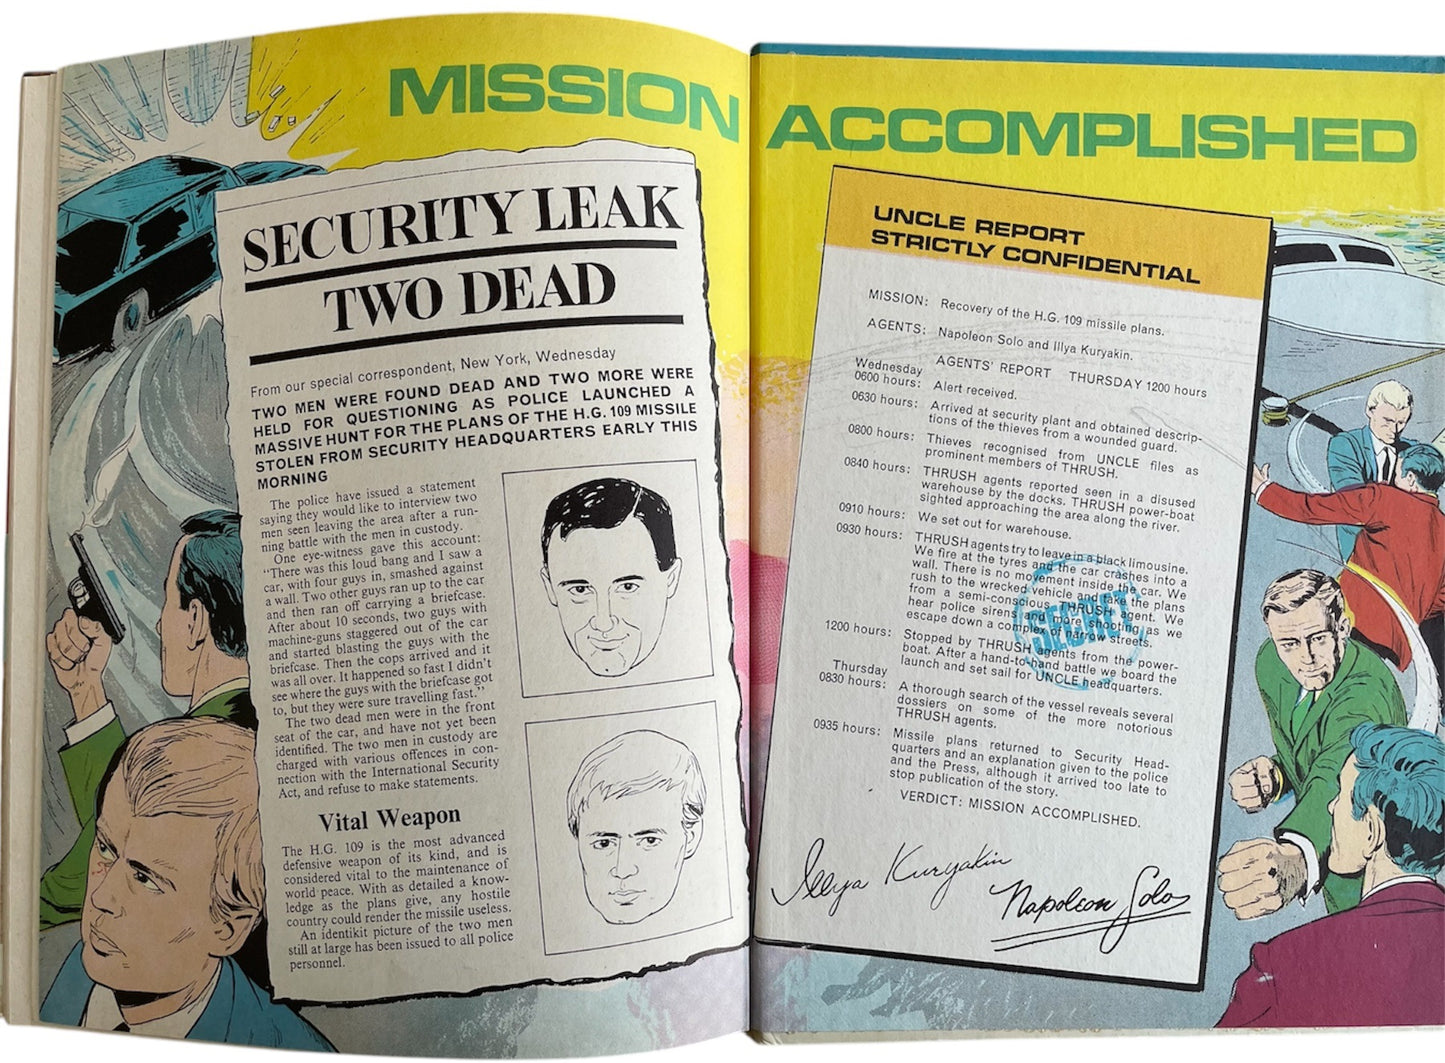 MISSION ACCOMPLISHED
SECURITY LEAK
TWO DEAD
From our special correspondent, New York, Wednesday
TWO MEN WERE FOUND DEAD AND TWO MORE WERE
HELD FOR QUESTIONING AS POLICE LAUNCHED A
MASSIVE HUNT FOR THE PLANS OF THE H.G. 109 MISSILE
STOLEN FROM SECURITY HEADQUARTERS EARLY THIS
MORNING
The police have issued a statement
saying they would like to interview two
men seen leaving the area after a run-
ning battle with the men in custody.
One eye-witness gave this account:
"There was this loud bang and I saw a
car, with four guys in, smashed against
a wall. Two other guys ran up to the car
and then ran off carrying a briefcase.
After about 10 seconds, two guys with
machine-guns staggered out of the car
and started blasting the guys with the
briefcase. Then the cops arrived and it
was all over. It happened so fast I didn't
see where the guys with the briefcase got
to, but they were sure travelling fast."
The two dead men were in the front
seat of the car, and have not yet been
identified. The two men in custody are
charged with various offences in con-
nection with the International Security
Act, and refuse to make statements.
Vital Weapon
The H.G. 109 is the most advanced
defensive weapon of its kind, and is
considered vital to the maintenance of
world peace. With as detailed a know-
ledge as the plans give, any hostile
country could render the missile useless.
An identikit picture of the two men
still at large has been issued to all police
personnel.
UNCLE REPORT
STRICTLY CONFIDENTIAL
MISSION: Recovery of the H.G. 109 missile plans.
AGENTS: Napoleon Solo and Illya Kuryakin.
AGENTS' REPORT THURSDAY 1200 hours
Wednesday
0600 hours: Alert received.
0630 hours: Arrived at security plant and obtained descrip-
tions of the thieves from a wounded guard.
0800 hours: Thieves recognised from UNCLE files as
prominent members of THRUSH.
0840 hours: THRUSH agents reported seen in a disused
warehouse by the docks. THRUSH power-boat
sighted approaching the area along the river.
0910 hours: We set out for warehouse.
0930 hours: THRUSH agents try to leave in a black limousine.
We fire at the tyres and the car crashes into a
wall. There is no movement inside the car. We
rush to the wrecked vehicle and take the plans
from a semi-conscious THRUSH agent. We
hear police sirens and more shooting as we
escape down a complex of narrow streets.
1200 hours: Stopped by THRUSH agents from the power-
boat. After a hand-to-hand battle we board the
launch and set sail for UNCLE headquarters.
Thursday
0830 hours: A thorough search of the vessel reveals several
dossiers on some of the more notorious
THRUSH agents.
0935 hours: Missile plans returned to Security Head-
quarters and an explanation given to the police
and the Press, although it arrived too late to
stop publication of the story.
VERDICT: MISSION ACCOMPLISHED.
SECRET
Illya Kuryakin
Napoleon Solo